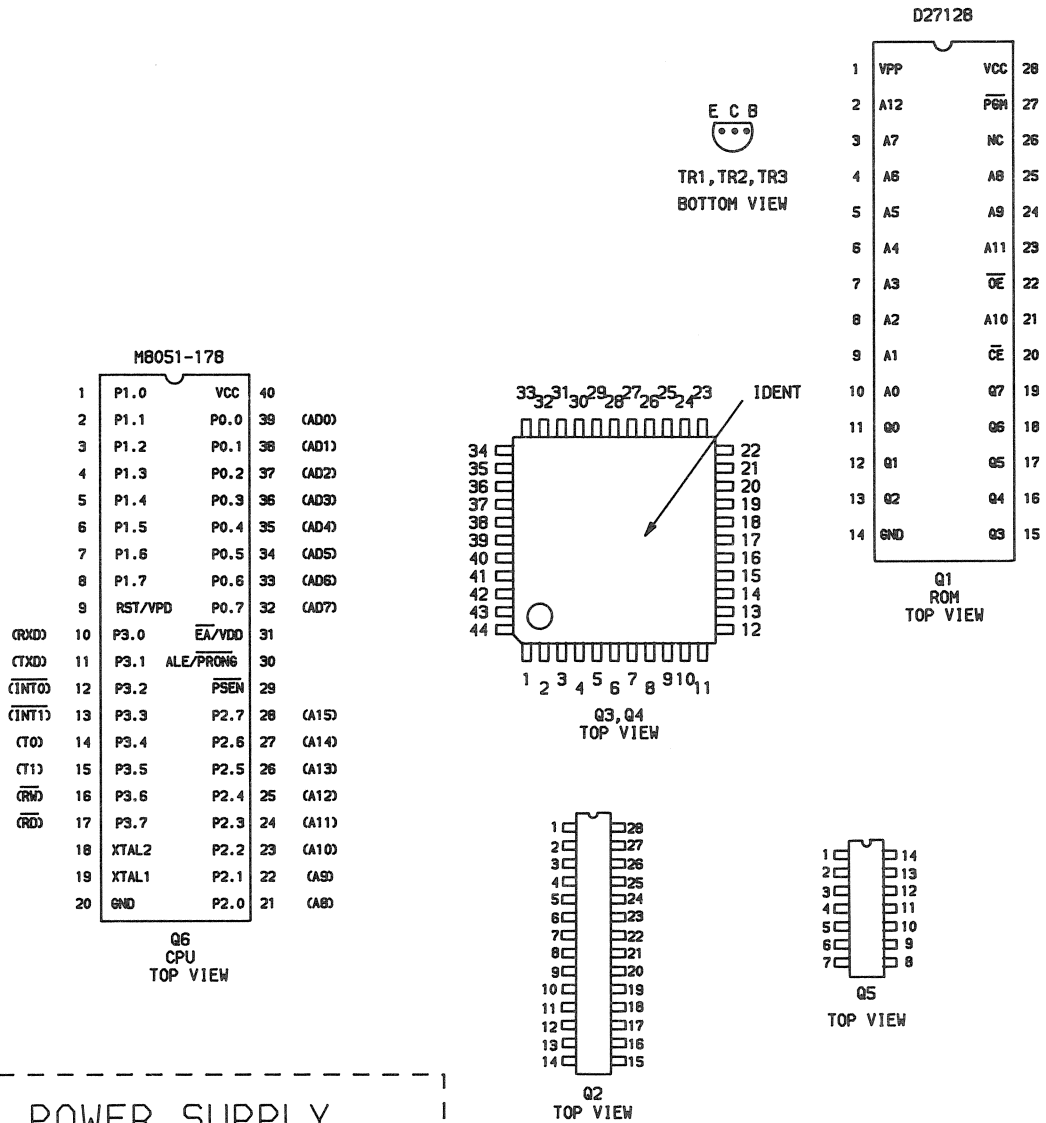 D27128
1 VPP VCC 28
2 A12 PGM 27
3 A7 NC 26
4 A6 A8 25
5 A5 A9 24
6 A4 A11 23
7 A3 OE 22
8 A2 A10 21
9 A1 CE 20
10 A0 Q7 19
11 Q0 Q6 18
12 Q1 Q5 17
13 Q2 Q4 16
14 GND Q3 15
Q1
ROM
TOP VIEW
E C B
TR1,TR2,TR3
BOTTOM VIEW
M8051-178
1 P1.0 VCC 40
2 P1.1 P0.0 39 (AD0)
3 P1.2 P0.1 38 (AD1)
4 P1.3 P0.2 37 (AD2)
5 P1.4 P0.3 36 (AD3)
6 P1.5 P0.4 35 (AD4)
7 P1.6 P0.5 34 (AD5)
8 P1.7 P0.6 33 (AD6)
9 RST/VPD P0.7 32 (AD7)
(RXD) 10 P3.0 EA/VDD 31
(TXD) 11 P3.1 ALE/PRONG 30
(INT0) 12 P3.2 PSEN 29
(INT1) 13 P3.3 P2.7 28 (A15)
(T0) 14 P3.4 P2.6 27 (A14)
(T1) 15 P3.5 P2.5 26 (A13)
(RW) 16 P3.6 P2.4 25 (A12)
(RD) 17 P3.7 P2.3 24 (A11)
18 XTAL2 P2.2 23 (A10)
19 XTAL1 P2.1 22 (A9)
20 GND P2.0 21 (A8)
Q6
CPU
TOP VIEW
33 32 31 30 29 28 27 26 25 24 23 IDENT
34 22
35 21
36 20
37 19
38 18
39 17
40 16
41 15
42 14
43 13
44 12
1 2 3 4 5 6 7 8 9 10 11
Q3,Q4
TOP VIEW
1 28
2 27
3 26
4 25
5 24
6 23
7 22
8 21
9 20
10 19
11 18
12 17
13 16
14 15
Q2
TOP VIEW
1 14
2 13
3 12
4 11
5 10
6 9
7 8
Q5
TOP VIEW
POWER SUPPLY